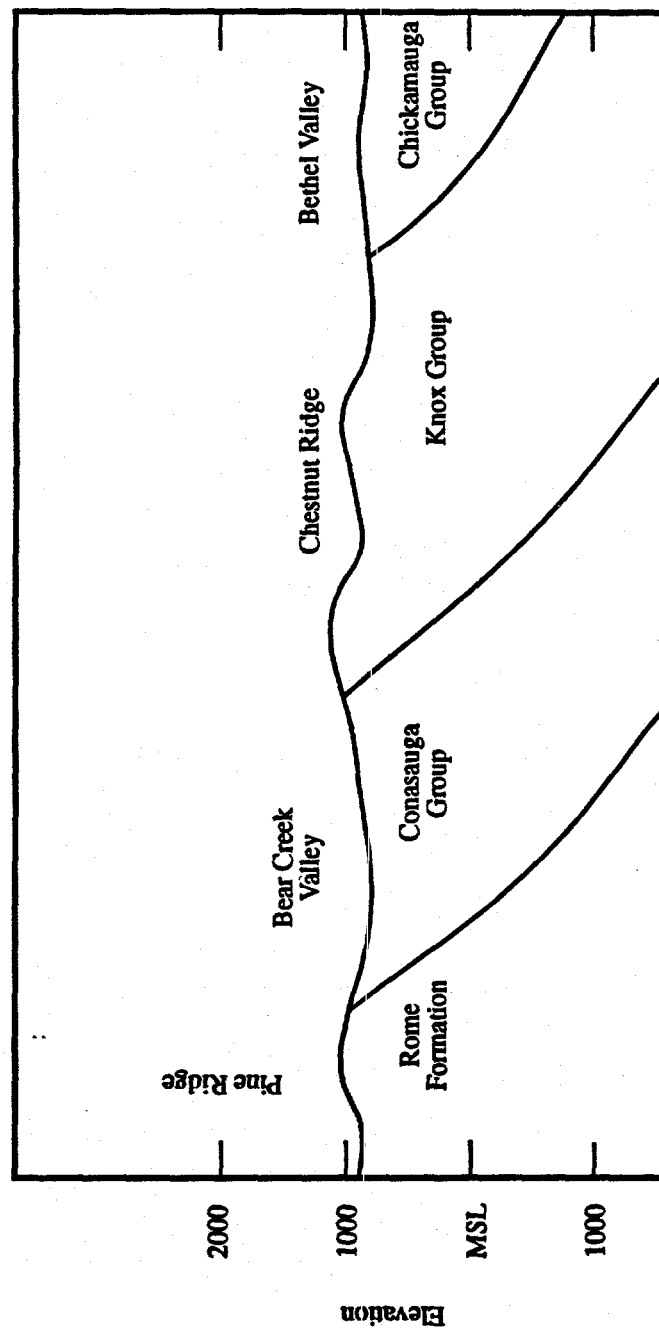 Elevation
2000
1000
MSL
1000
Pine Ridge
Bear Creek
Valley
Chestnut Ridge
Bethel Valley
Rome
Formation
Conasauga
Group
Knox Group
Chickamauga
Group